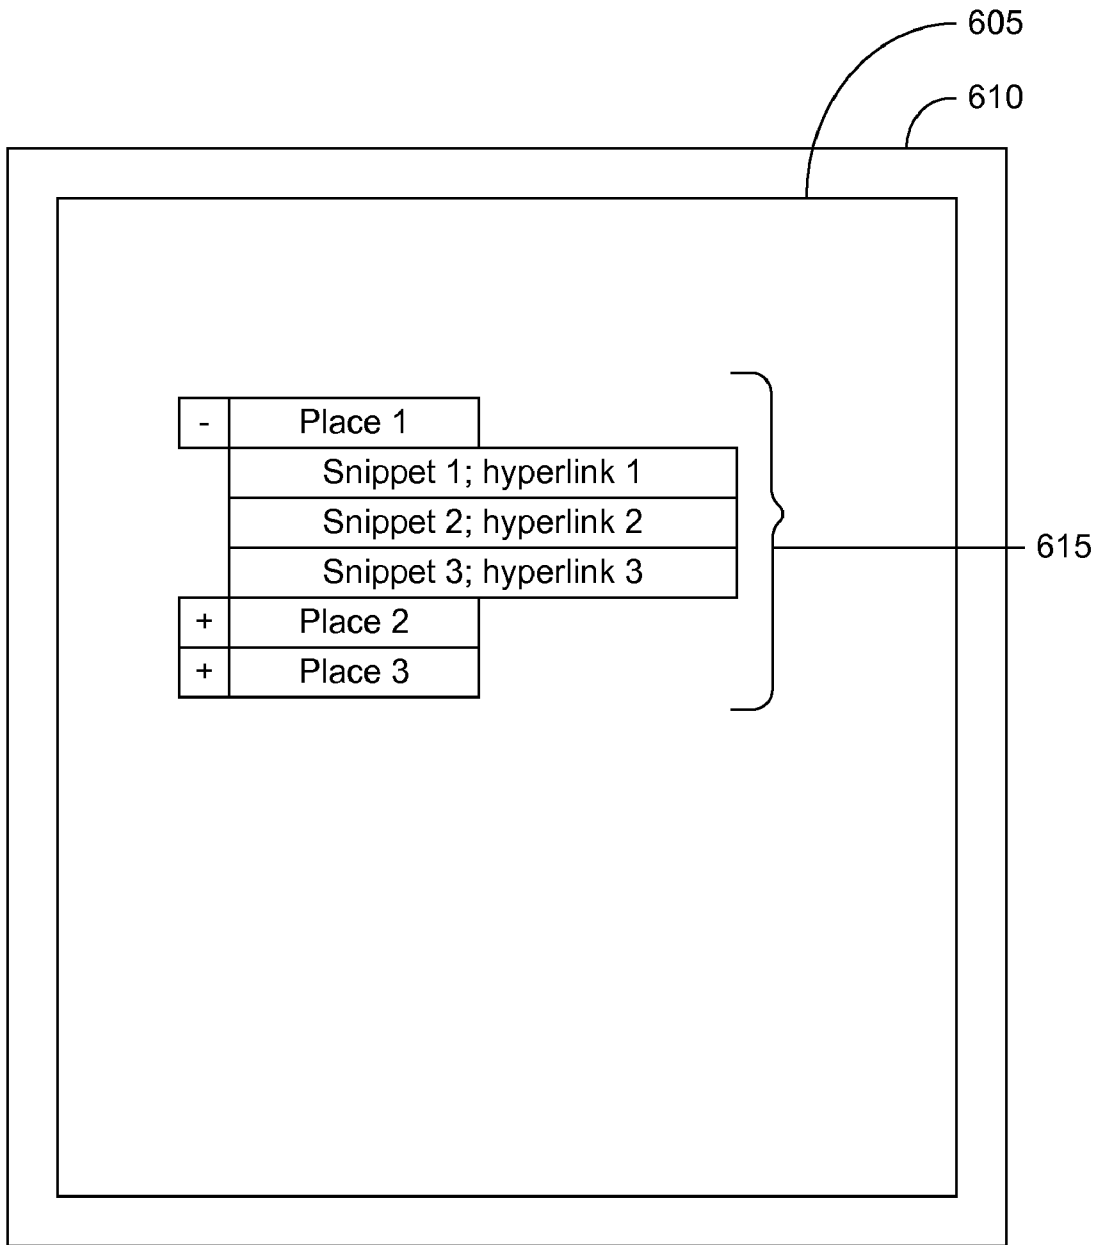 605
610
- Place 1
Snippet 1; hyperlink 1
Snippet 2; hyperlink 2
615
Snippet 3; hyperlink 3
+ Place 2
+ Place 3